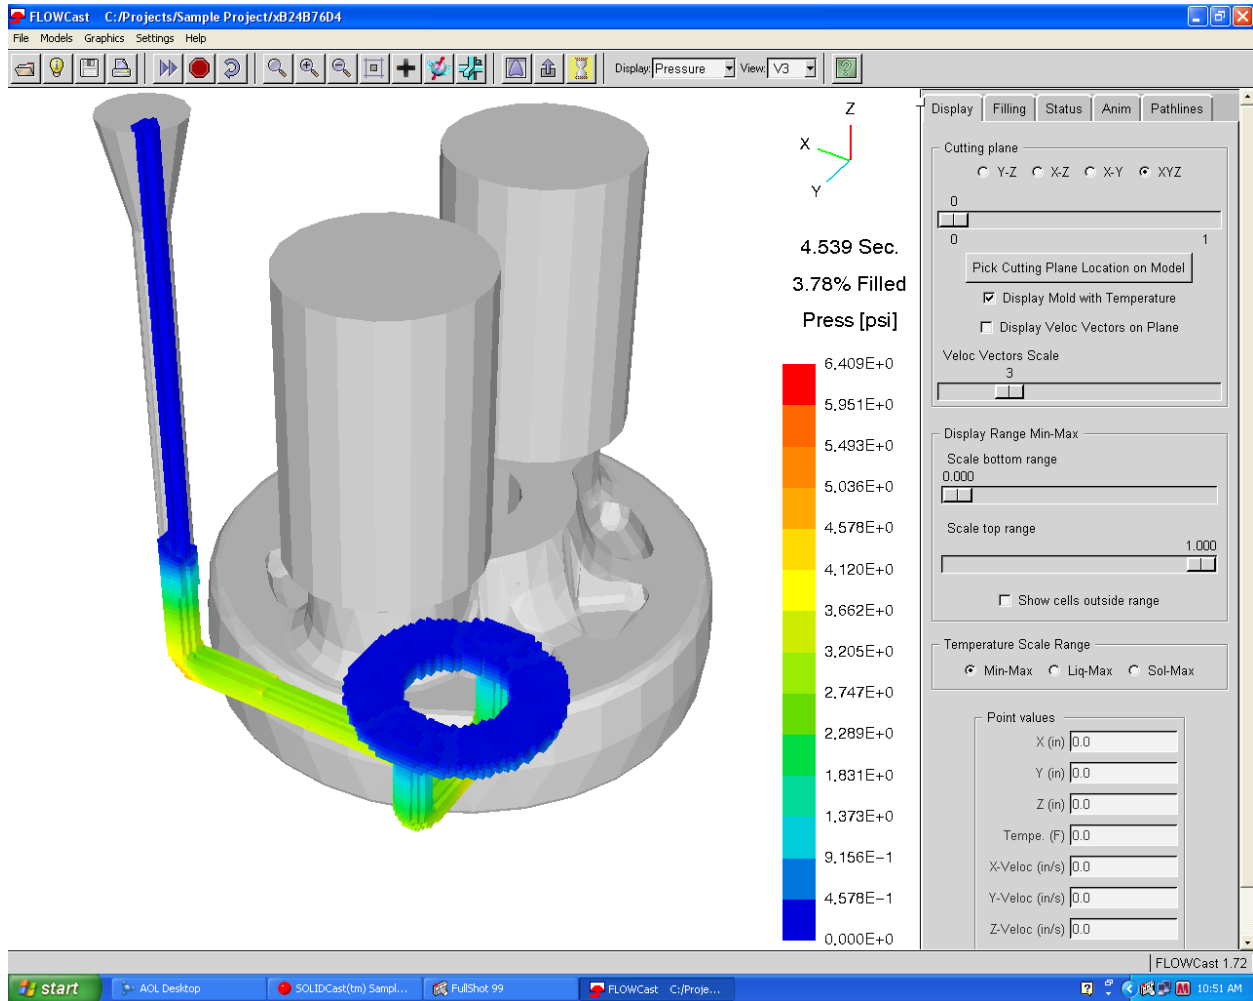 FLOWCast C:/Projects/Sample Project/xB24B76D4
File Models Graphics Settings Help
Display: Pressure View: V3
Display Filling Status Anim Pathlines
Cutting plane
Y-Z X-Z X-Y XYZ
0
0 1
Pick Cutting Plane Location on Model
Display Mold with Temperature
Display Veloc Vectors on Plane
Veloc Vectors Scale
3
Display Range Min-Max
Scale bottom range
0.000
Scale top range
1.000
Show cells outside range
Temperature Scale Range
Min-Max Liq-Max Sol-Max
Point values
X (in) 0.0
Y (in) 0.0
Z (in) 0.0
Tempe. (F) 0.0
X-Veloc (in/s) 0.0
Y-Veloc (in/s) 0.0
Z-Veloc (in/s) 0.0
Z
X
Y
4.539 Sec.
3.78% Filled
Press [psi]
6.409E+0
5.951E+0
5.493E+0
5.036E+0
4.578E+0
4.120E+0
3.662E+0
3.205E+0
2.747E+0
2.289E+0
1.831E+0
1.373E+0
9.156E-1
4.578E-1
0.000E+0
FLOWCast 1.72
start AOL Desktop SOLIDCast(tm) Sampl... FullShot 99 FLOWCast C:/Proje... 10:51 AM